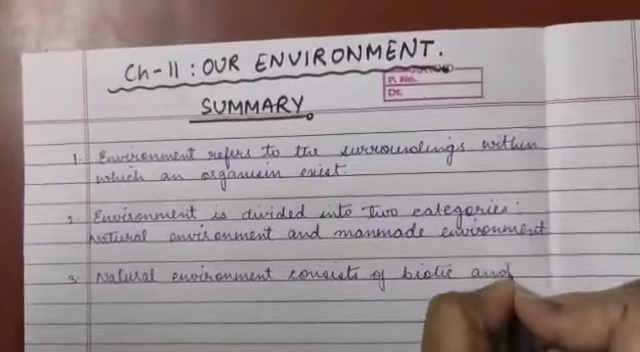 Ch-11 : OUR ENVIRONMENT.
P. No.
Dt.
SUMMARY
1. Environment refers to the surroundings within
which an organism exist.
2. Environment is divided into two categories:
Natural environment and manmade environment
3. Natural environment consists of biotic and